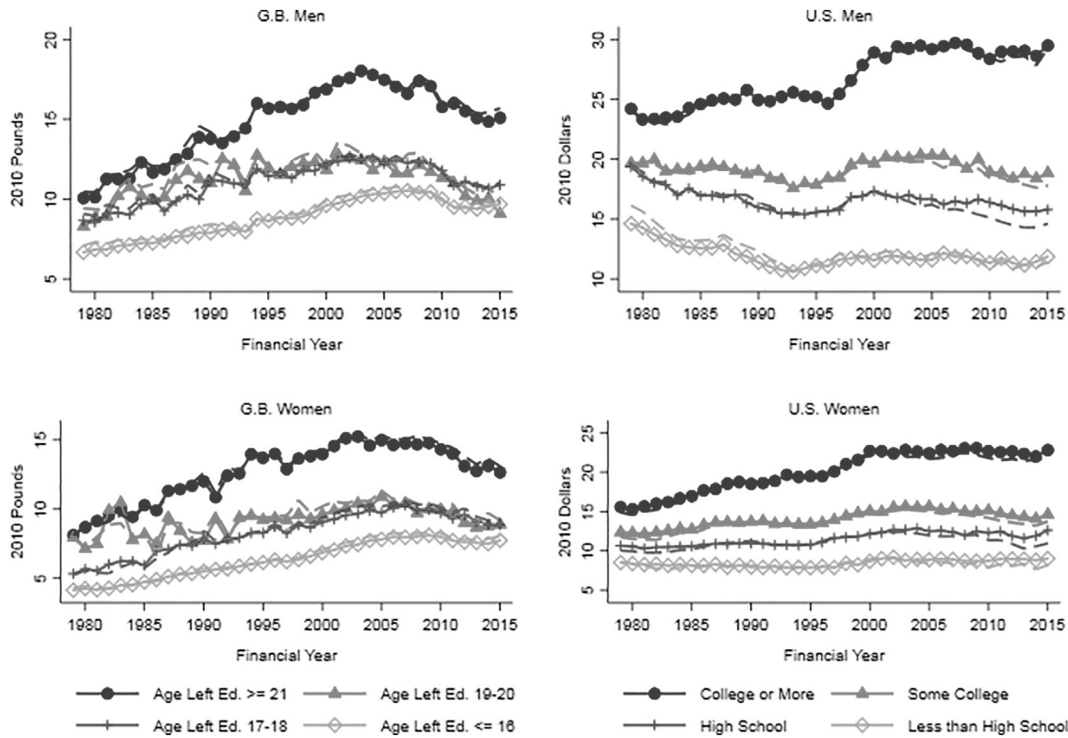 G.B. Men
20
15
10
5
2010 Pounds
1980 1985 1990 1995 2000 2005 2010 2015
Financial Year
U.S. Men
30
25
20
15
10
2010 Dollars
1980 1985 1990 1995 2000 2005 2010 2015
Financial Year
G.B. Women
15
10
5
2010 Pounds
1980 1985 1990 1995 2000 2005 2010 2015
Financial Year
U.S. Women
25
20
15
10
5
2010 Dollars
1980 1985 1990 1995 2000 2005 2010 2015
Financial Year
Age Left Ed. >= 21 Age Left Ed. 19-20
Age Left Ed. 17-18 Age Left Ed. <= 16
College or More Some College
High School Less than High School